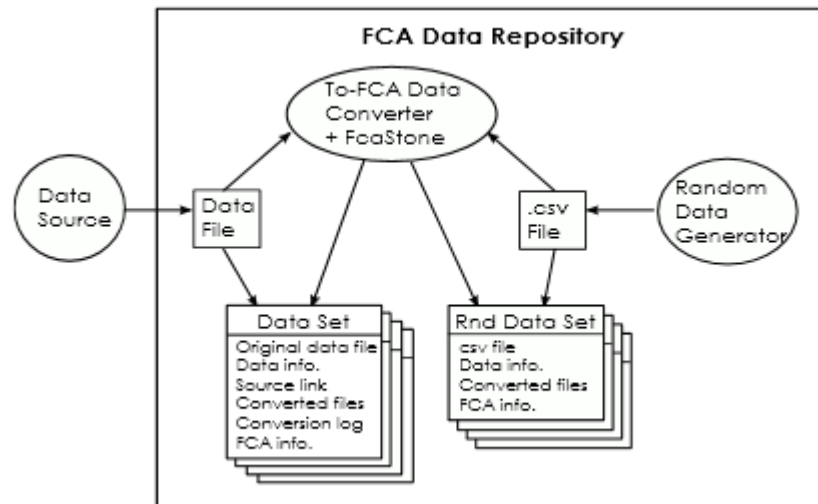 FCA Data Repository
To-FCA Data
Converter
+ FcaStone
Data
Source
Data
File
.csv
File
Random
Data
Generator
Data Set
Original data file
Data info.
Source link
Converted files
Conversion log
FCA info.
Rnd Data Set
csv file
Data info.
Converted files
FCA info.